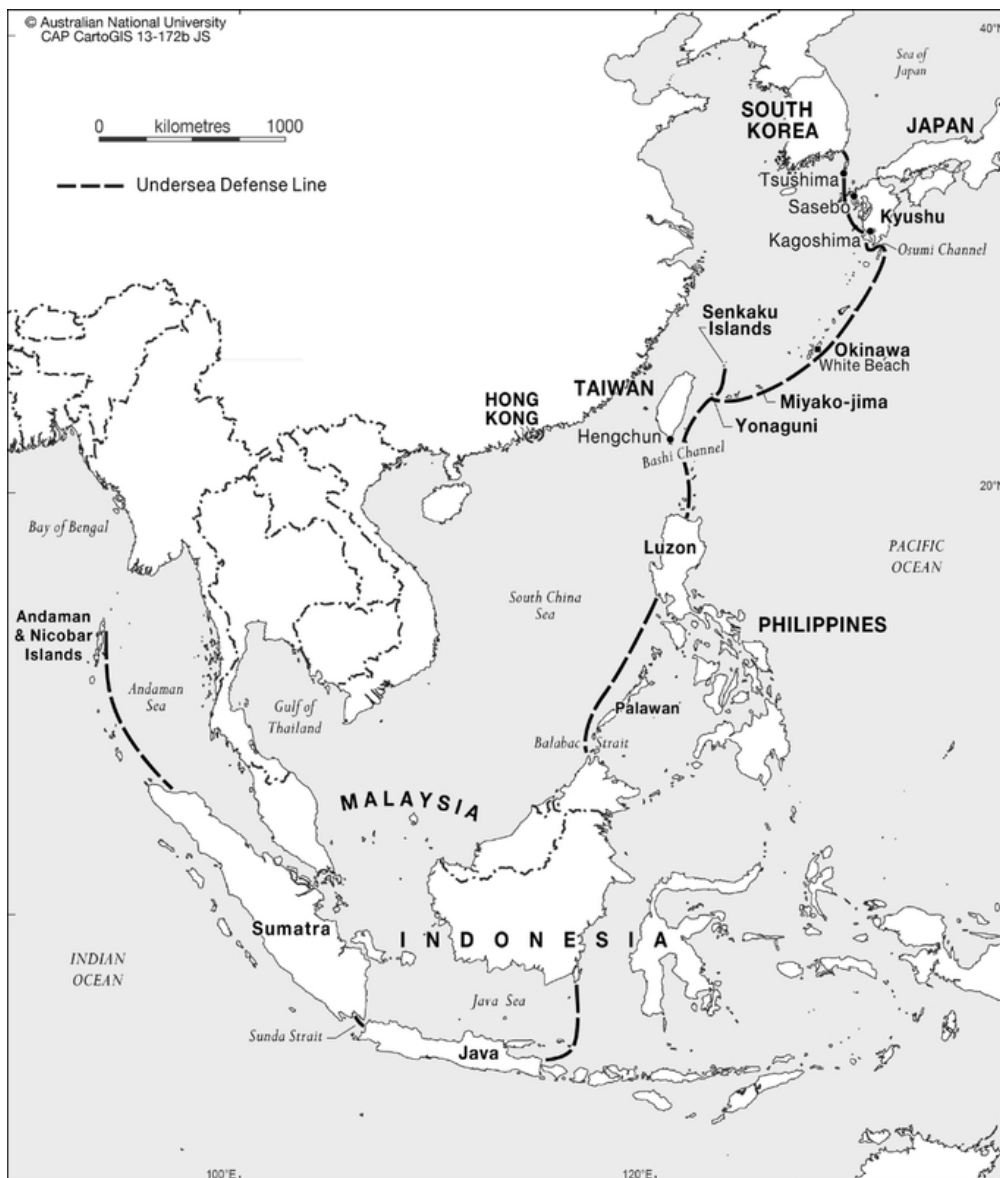 © Australian National University
CAP CartoGIS 13-172b JS
40°N
Sea of
Japan
0 kilometres 1000
SOUTH
KOREA
JAPAN
Undersea Defense Line
Tsushima
Sasebo
Kyushu
Kagoshima
Osumi Channel
Senkaku
Islands
Okinawa
White Beach
TAIWAN
HONG
KONG
Miyako-jima
Yonaguni
Hengchun
Bashi Channel
20°N
Bay of Bengal
Luzon
PACIFIC
OCEAN
South China
Sea
Andaman
& Nicobar
Islands
PHILIPPINES
Andaman
Sea
Gulf of
Thailand
Palawan
Balabac Strait
MALAYSIA
0
Sumatra
INDONESIA
INDIAN
OCEAN
Java Sea
Sunda Strait
Java
100°E
120°E